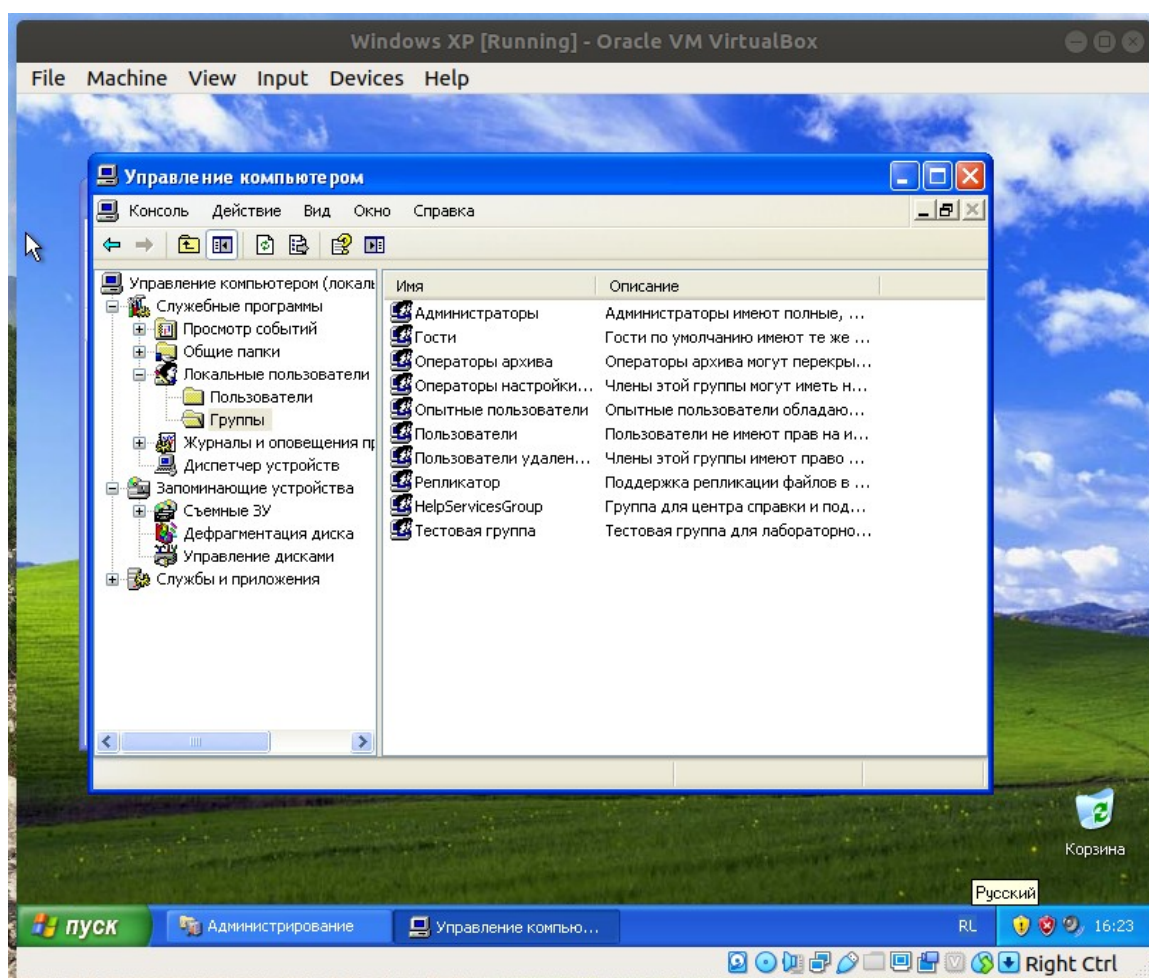 Windows XP [Running] - Oracle VM VirtualBox
File Machine View Input Devices Help
Управление компьютером
Консоль Действие Вид Окно Справка
Управление компьютером (локаль
Служебные программы
Просмотр событий
Общие папки
Локальные пользователи
Пользователи
Группы
Журналы и оповещения пр
Диспетчер устройств
Запоминающие устройства
Съемные ЗУ
Дефрагментация диска
Управление дисками
Службы и приложения
Имя Описание
Администраторы Администраторы имеют полные, ...
Гости Гости по умолчанию имеют те же ...
Операторы архива Операторы архива могут перекры...
Операторы настройки... Члены этой группы могут иметь н...
Опытные пользователи Опытные пользователи обладаю...
Пользователи Пользователи не имеют прав на и...
Пользователи удален... Члены этой группы имеют право ...
Репликатор Поддержка репликации файлов в ...
HelpServicesGroup Группа для центра справки и под...
Тестовая группа Тестовая группа для лабораторно...
Корзина
Русский
пуск Администрирование Управление компью... RL 16:23
Right Ctrl